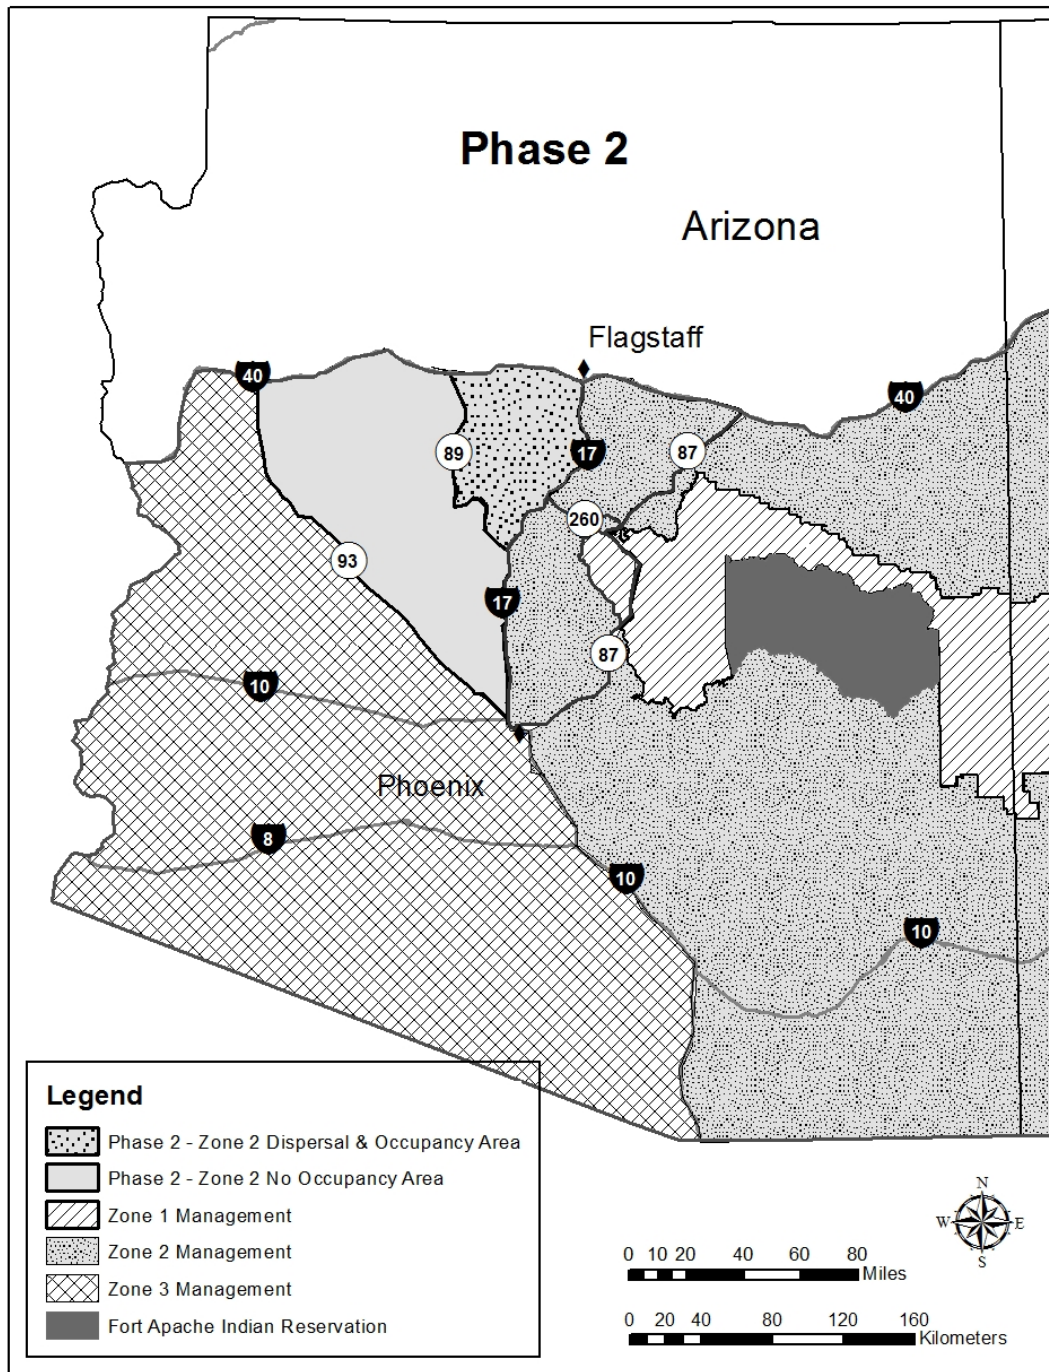 Phase 2
Arizona
Flagstaff
40
40
89
17
87
260
93
17
87
10
Phoenix
8
10
10
Legend
Phase 2 - Zone 2 Dispersal & Occupancy Area
Phase 2 - Zone 2 No Occupancy Area
Zone 1 Management
Zone 2 Management
Zone 3 Management
Fort Apache Indian Reservation
N
W E
S
0 10 20 40 60 80
Miles
0 20 40 80 120 160
Kilometers